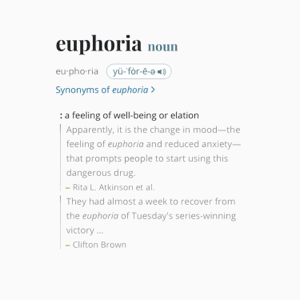 euphoria noun
eu·pho·ria yü-ˈfȯr-ē-ə
Synonyms of euphoria >
: a feeling of well-being or elation
Apparently, it is the change in mood—the
feeling of euphoria and reduced anxiety—
that prompts people to start using this
dangerous drug.
– Rita L. Atkinson et al.
They had almost a week to recover from
the euphoria of Tuesday's series-winning
victory …
– Clifton Brown